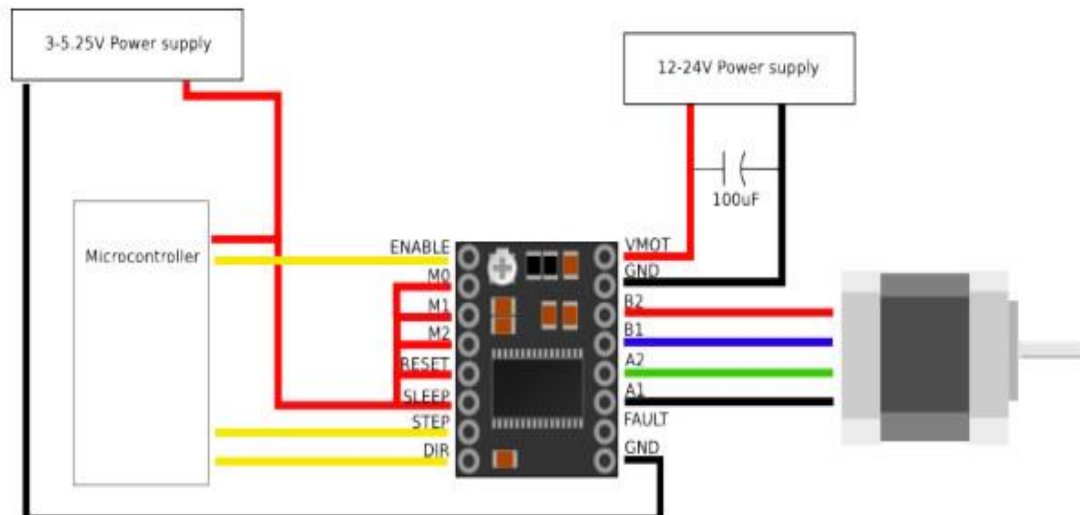 3-5.25V Power supply
12-24V Power supply
100uF
Microcontroller
ENABLE
M0
M1
M2
RESET
SLEEP
STEP
DIR
VMOT
GND
B2
B1
A2
A1
FAULT
GND